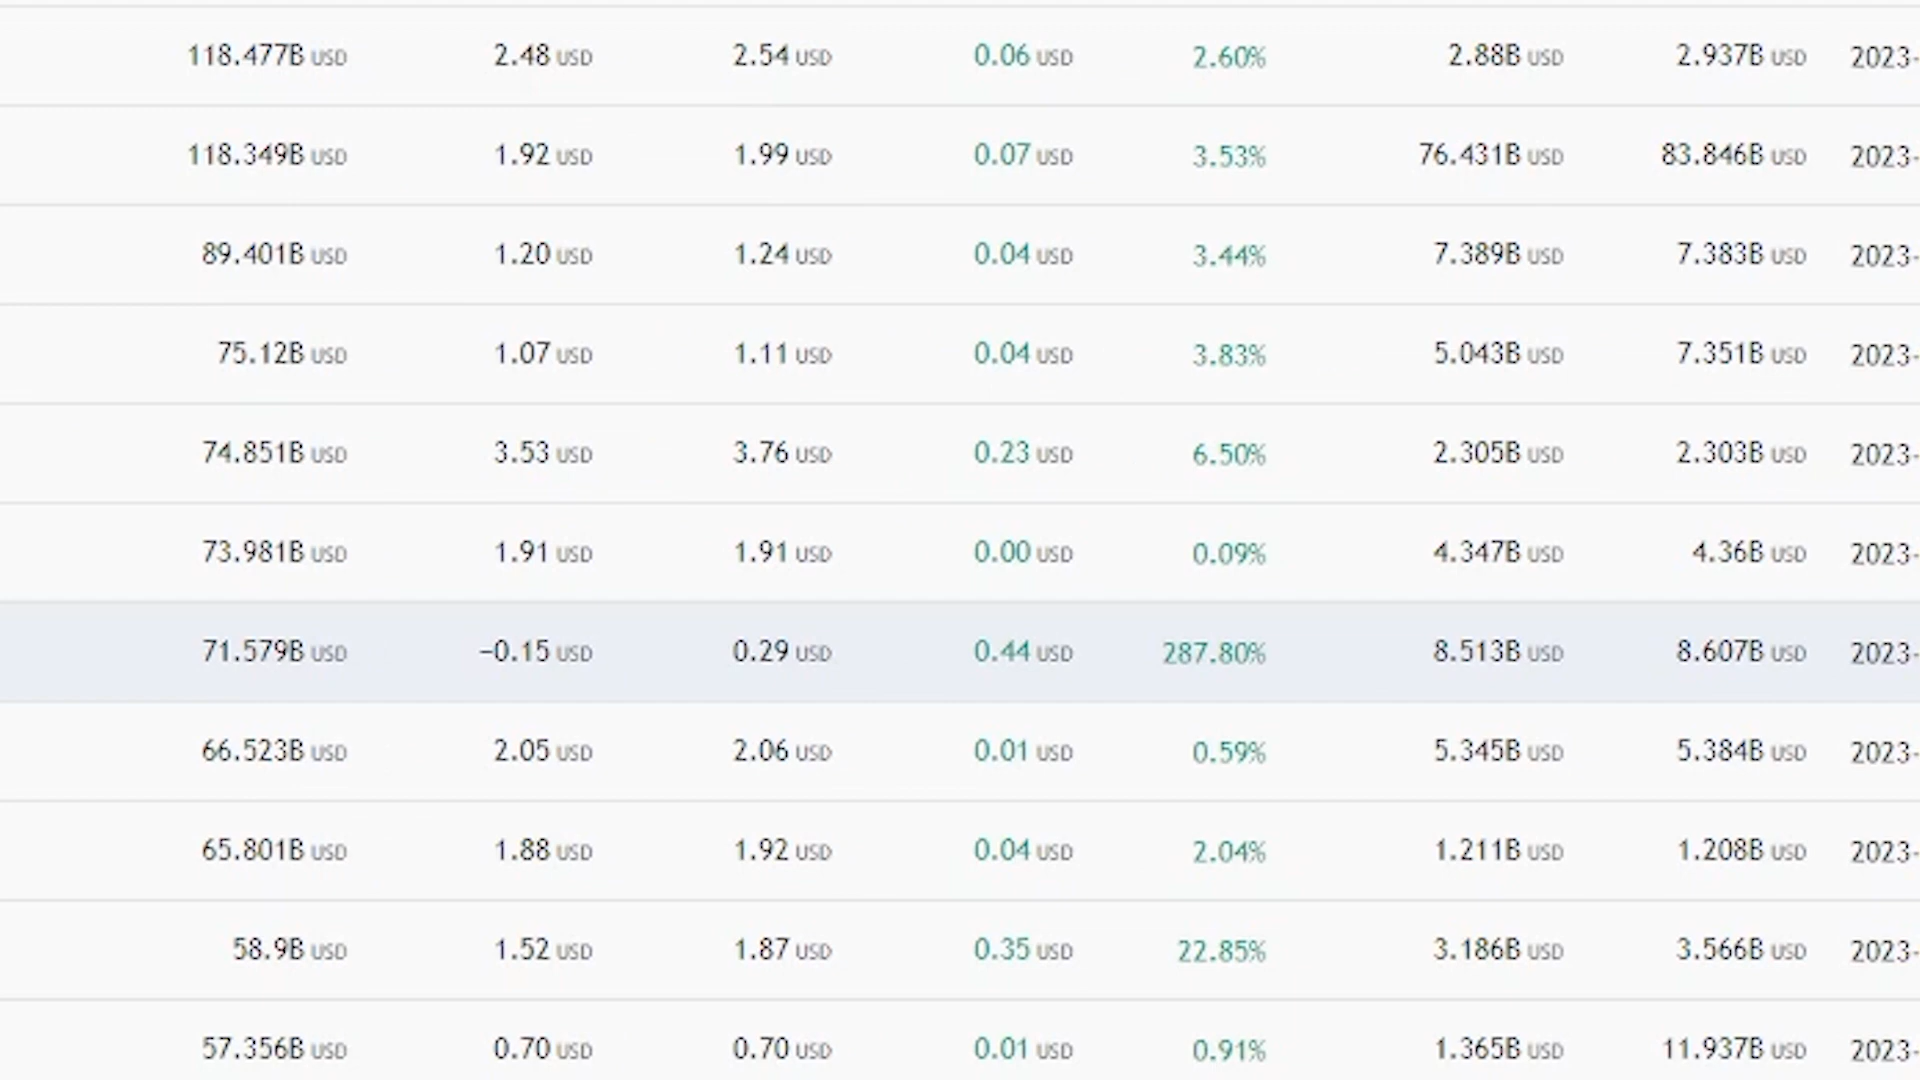 118.477B USD 2.48 USD 2.54 USD 0.06 USD 2.60% 2.88B USD 2.937B USD 2023-
118.349B USD 1.92 USD 1.99 USD 0.07 USD 3.53% 76.431B USD 83.846B USD 2023-
89.401B USD 1.20 USD 1.24 USD 0.04 USD 3.44% 7.389B USD 7.383B USD 2023-
75.12B USD 1.07 USD 1.11 USD 0.04 USD 3.83% 5.043B USD 7.351B USD 2023-
74.851B USD 3.53 USD 3.76 USD 0.23 USD 6.50% 2.305B USD 2.303B USD 2023-
73.981B USD 1.91 USD 1.91 USD 0.00 USD 0.09% 4.347B USD 4.36B USD 2023-
71.579B USD −0.15 USD 0.29 USD 0.44 USD 287.80% 8.513B USD 8.607B USD 2023-
66.523B USD 2.05 USD 2.06 USD 0.01 USD 0.59% 5.345B USD 5.384B USD 2023-
65.801B USD 1.88 USD 1.92 USD 0.04 USD 2.04% 1.211B USD 1.208B USD 2023-
58.9B USD 1.52 USD 1.87 USD 0.35 USD 22.85% 3.186B USD 3.566B USD 2023-
57.356B USD 0.70 USD 0.70 USD 0.01 USD 0.91% 1.365B USD 11.937B USD 2023-